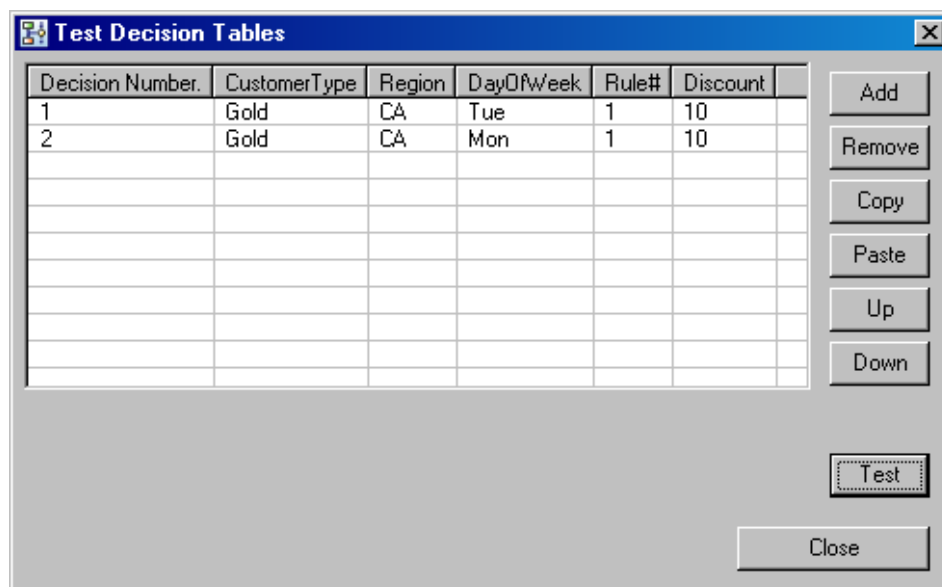 Test Decision Tables
Decision Number. CustomerType Region DayOfWeek Rule# Discount
1 Gold CA Tue 1 10
2 Gold CA Mon 1 10
Add
Remove
Copy
Paste
Up
Down
Test
Close